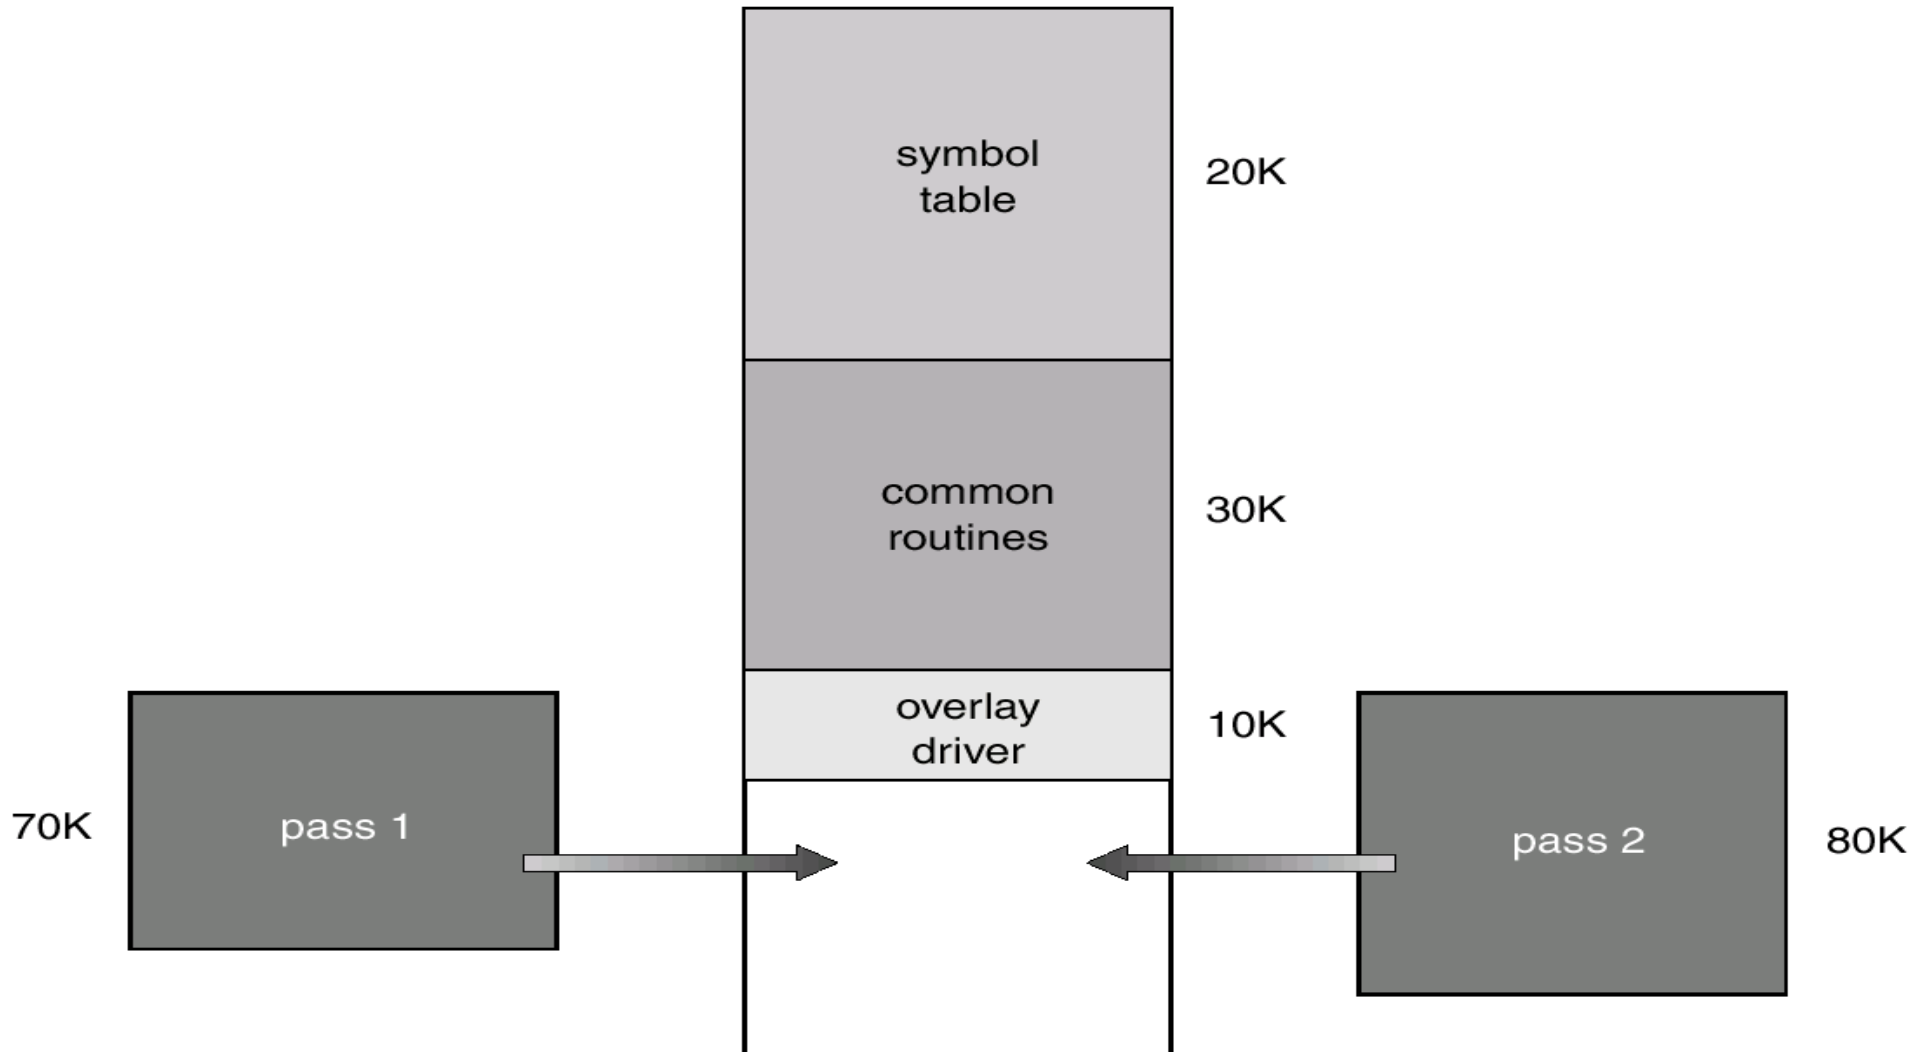 symbol
table
20K
common
routines
30K
overlay
driver
10K
70K
pass 1
pass 2
80K